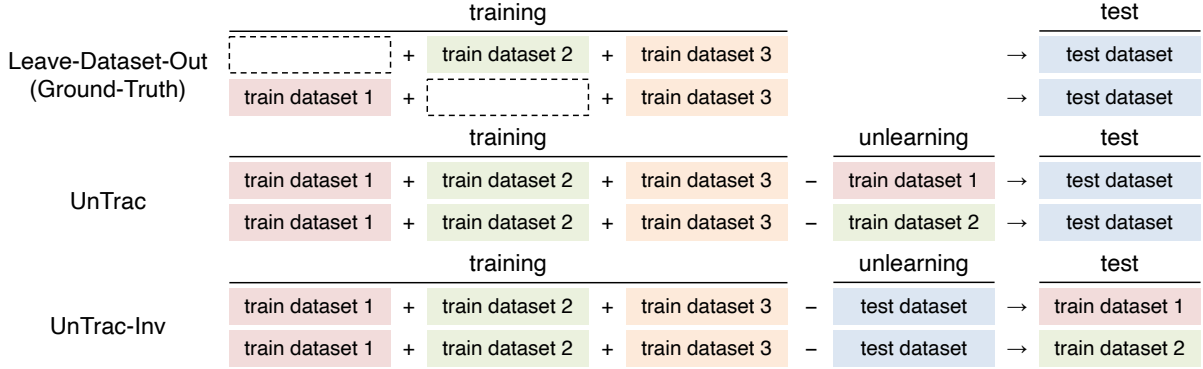 training test
Leave-Dataset-Out
(Ground-Truth)
+ train dataset 2 + train dataset 3 → test dataset
train dataset 1 + + train dataset 3 → test dataset
training unlearning test
UnTrac
train dataset 1 + train dataset 2 + train dataset 3 − train dataset 1 → test dataset
train dataset 1 + train dataset 2 + train dataset 3 − train dataset 2 → test dataset
training unlearning test
UnTrac-Inv
train dataset 1 + train dataset 2 + train dataset 3 − test dataset → train dataset 1
train dataset 1 + train dataset 2 + train dataset 3 − test dataset → train dataset 2